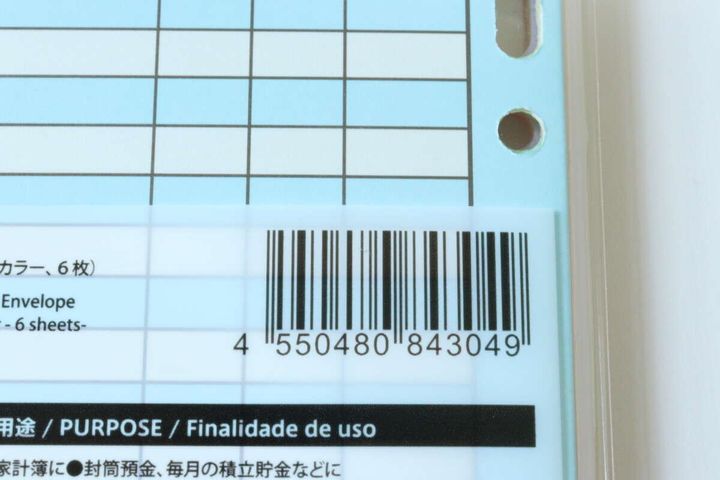 カラー、6枚）
Envelope
- 6 sheets-
4 550480 843049
用途 / PURPOSE / Finalidade de uso
家計簿に●封筒預金、毎月の積立貯金などに